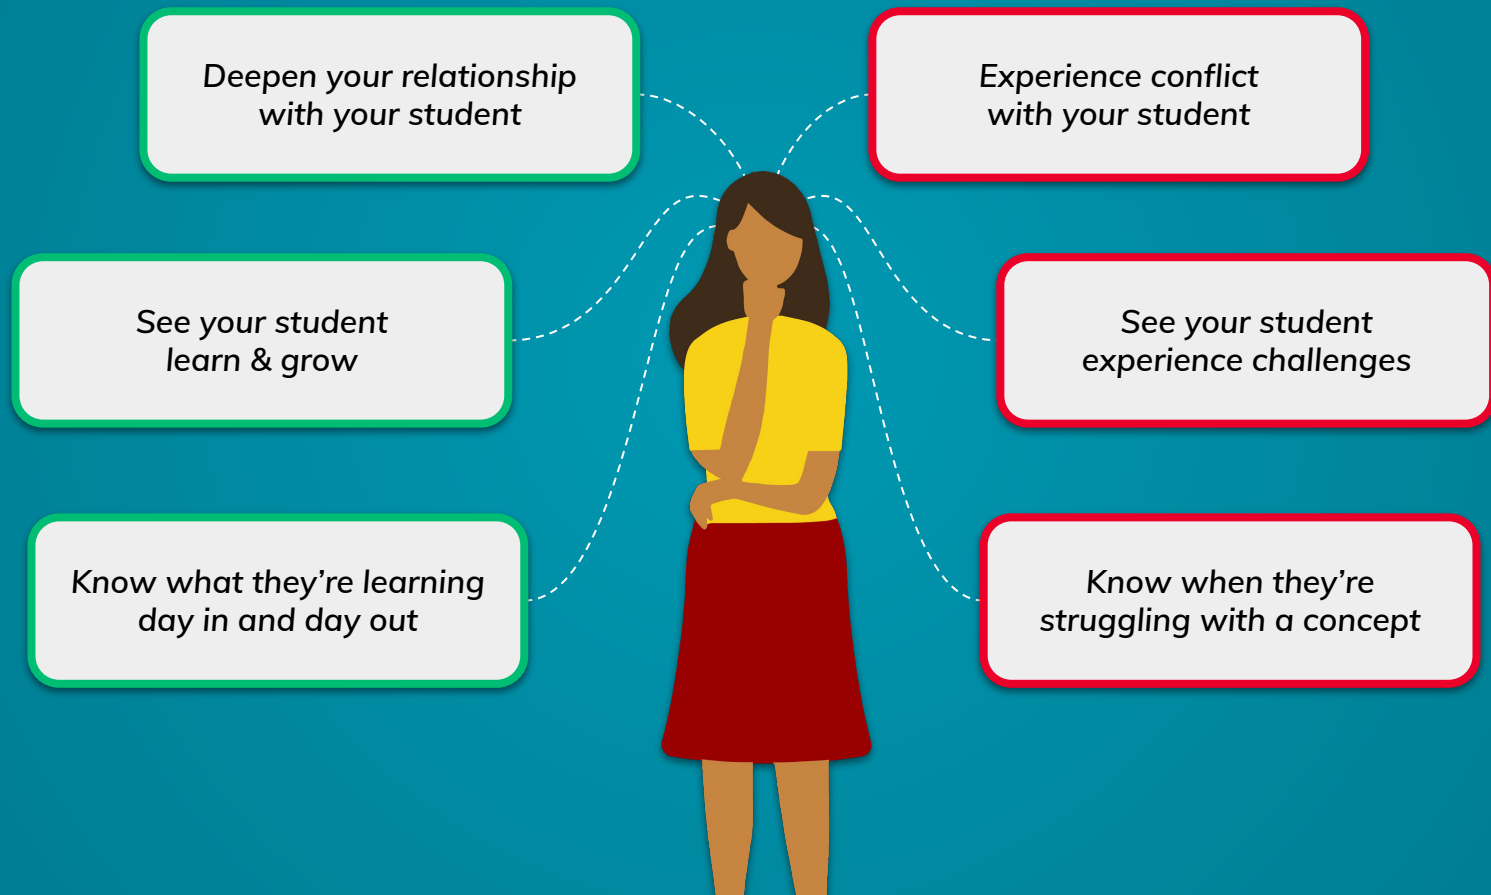 Deepen your relationship
with your student
Experience conflict
with your student
See your student
learn & grow
See your student
experience challenges
Know what they’re learning
day in and day out
Know when they’re
struggling with a concept